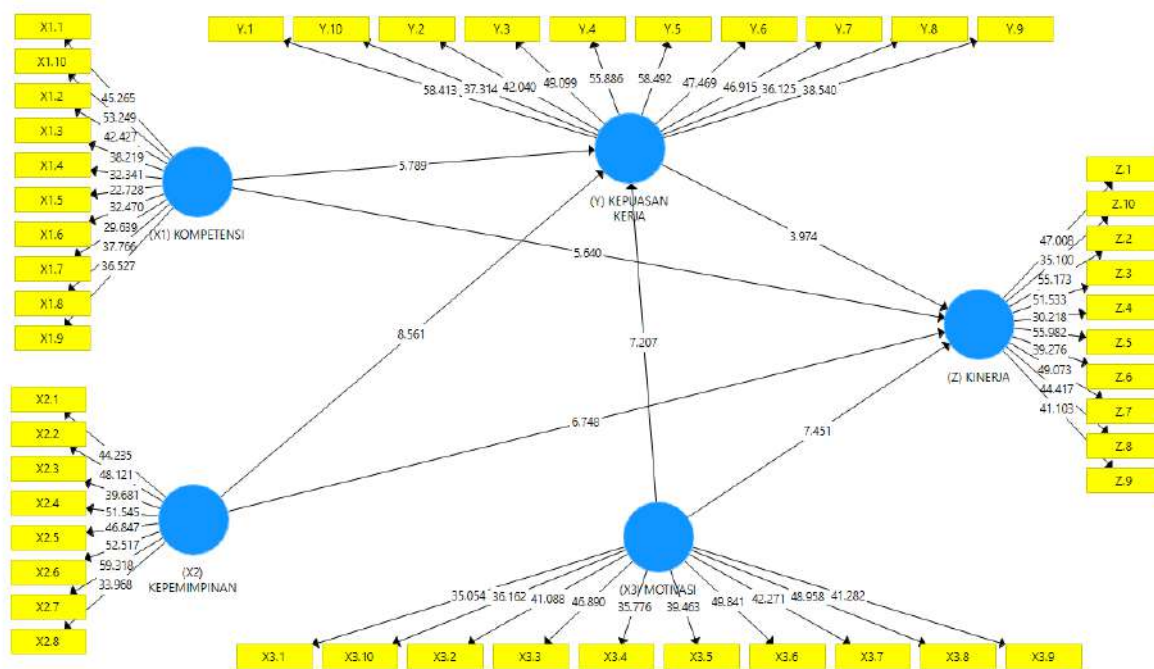 X1.1
X1.10
X1.2
X1.3
X1.4
X1.5
X1.6
X1.7
X1.8
X1.9
45.265
53.249
42.427
38.219
32.341
22.728
32.470
29.639
37.766
36.527
(X1) KOMPETENSI
Y.1
Y.10
Y.2
Y.3
Y.4
Y.5
Y.6
Y.7
Y.8
Y.9
58.413
37.314
42.040
49.099
55.886
58.492
47.469
46.915
36.125
38.540
(Y) KEPUASAN
KERJA
5.789
5.640
3.974
8.561
7.207
6.748
7.451
Z.1
Z.10
Z.2
Z.3
Z.4
Z.5
Z.6
Z.7
Z.8
Z.9
47.008
35.100
55.173
51.533
30.218
55.982
39.276
49.073
44.417
41.103
(Z) KINERJA
X2.1
X2.2
X2.3
X2.4
X2.5
X2.6
X2.7
X2.8
44.235
48.121
39.681
51.545
46.847
52.517
59.318
33.968
(X2)
KEPEMIMPINAN
(X3) MOTIVASI
35.054
36.162
41.088
46.890
35.776
39.463
49.841
42.271
48.958
41.282
X3.1
X3.10
X3.2
X3.3
X3.4
X3.5
X3.6
X3.7
X3.8
X3.9